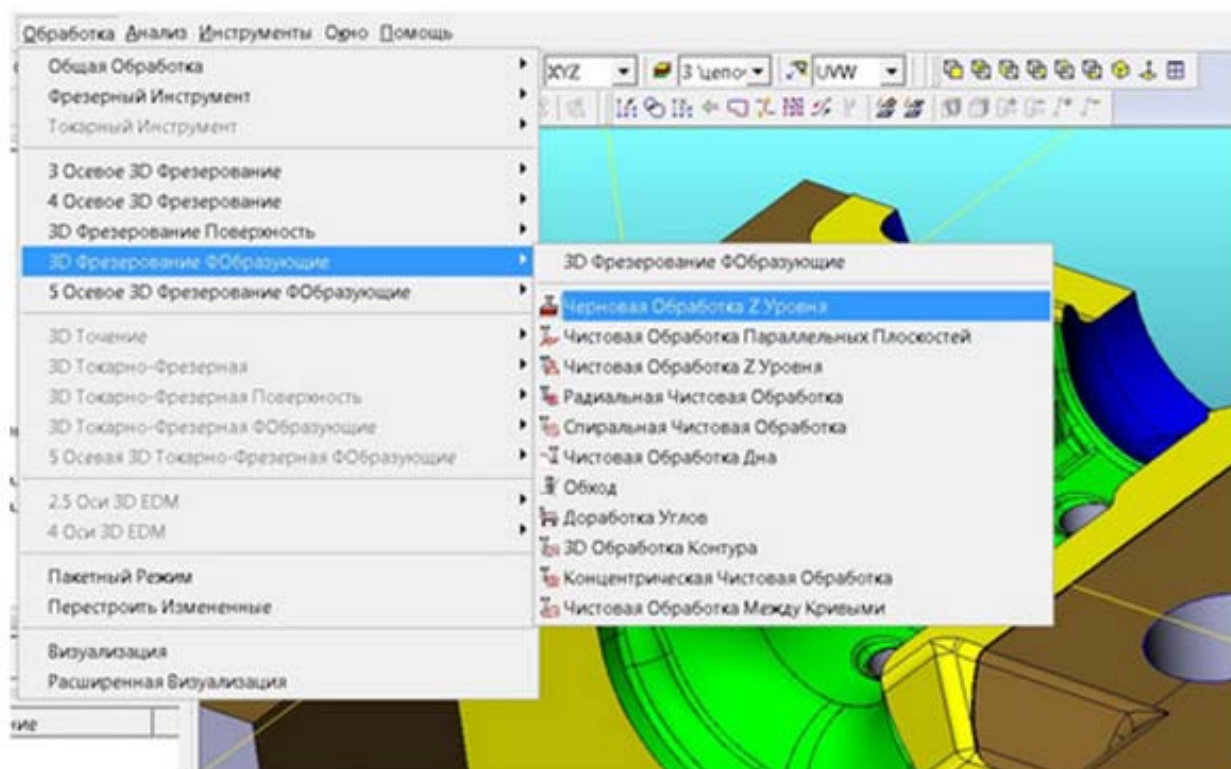 Обработка Анализ Инструменты Окно Помощь
Общая Обработка
Фрезерный Инструмент
Токарный Инструмент
XYZ
UVW
3 Осевое 3D Фрезерование
4 Осевое 3D Фрезерование
3D Фрезерование Поверхность
3D Фрезерование ФОбразующие
5 Осевое 3D Фрезерование ФОбразующие
3D Точение
3D Токарно-Фрезерная
3D Токарно-Фрезерная Поверхность
3D Токарно-Фрезерная ФОбразующие
5 Осевая 3D Токарно-Фрезерная ФОбразующие
2.5 Оси 3D EDM
4 Оси 3D EDM
Пакетный Режим
Перестроить Измененные
Визуализация
Расширенная Визуализация
3D Фрезерование ФОбразующие
Черновая Обработка Z Уровня
Чистовая Обработка Параллельных Плоскостей
Чистовая Обработка Z Уровня
Радиальная Чистовая Обработка
Спиральная Чистовая Обработка
Чистовая Обработка Дна
Обход
Доработка Углов
3D Обработка Контура
Концентрическая Чистовая Обработка
Чистовая Обработка Между Кривыми